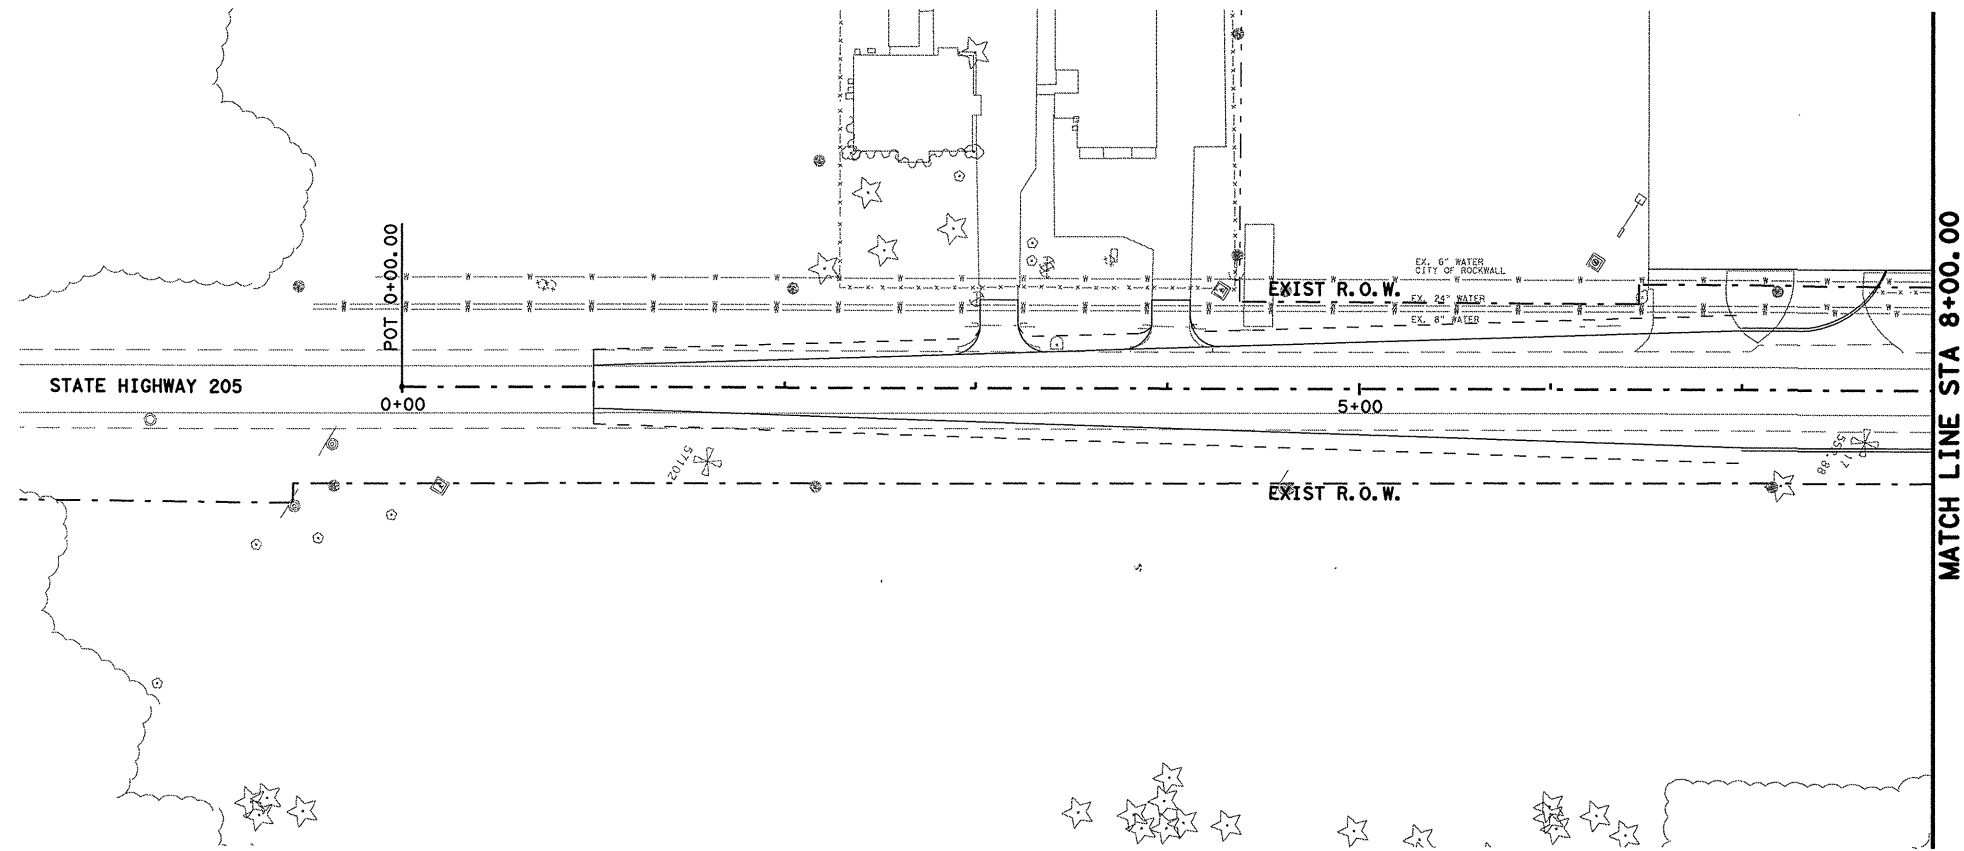 EX. 6" WATER
CITY OF ROCKWALL
EXIST R.O.W.
EX. 24" WATER
EX. 8" WATER
POT 0+00.00
STATE HIGHWAY 205
0+00
5+00
57102
EXIST R.O.W.
MATCH LINE STA 8+00.00